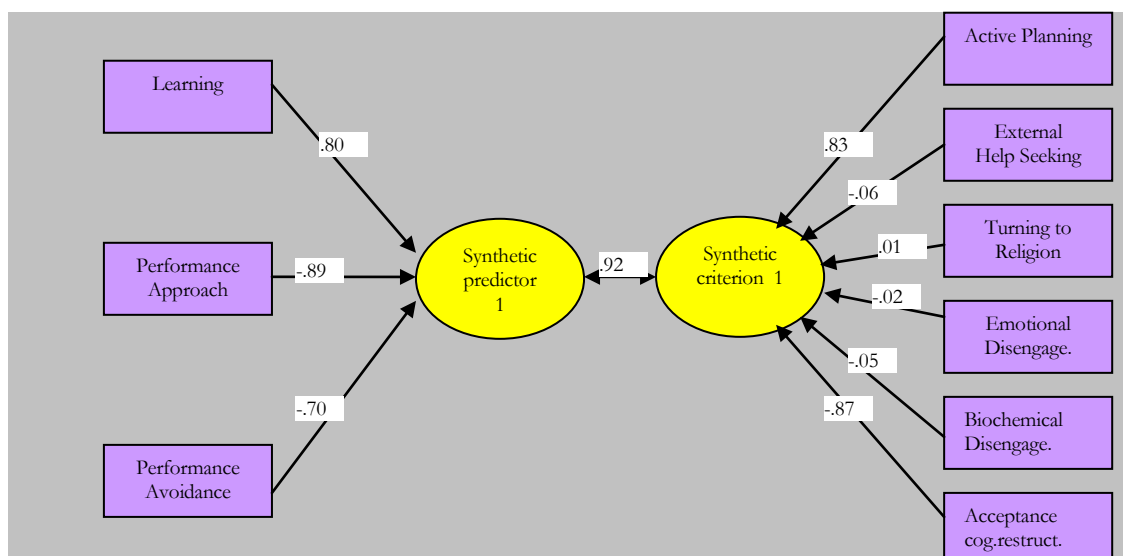 Learning
Performance
Approach
Performance
Avoidance
.80
-.89
-.70
Synthetic
predictor
1
.92
Synthetic
criterion 1
.83
-.06
.01
-.02
-.05
-.87
Active Planning
External
Help Seeking
Turning to
Religion
Emotional
Disengage.
Biochemical
Disengage.
Acceptance
cog.restruct.